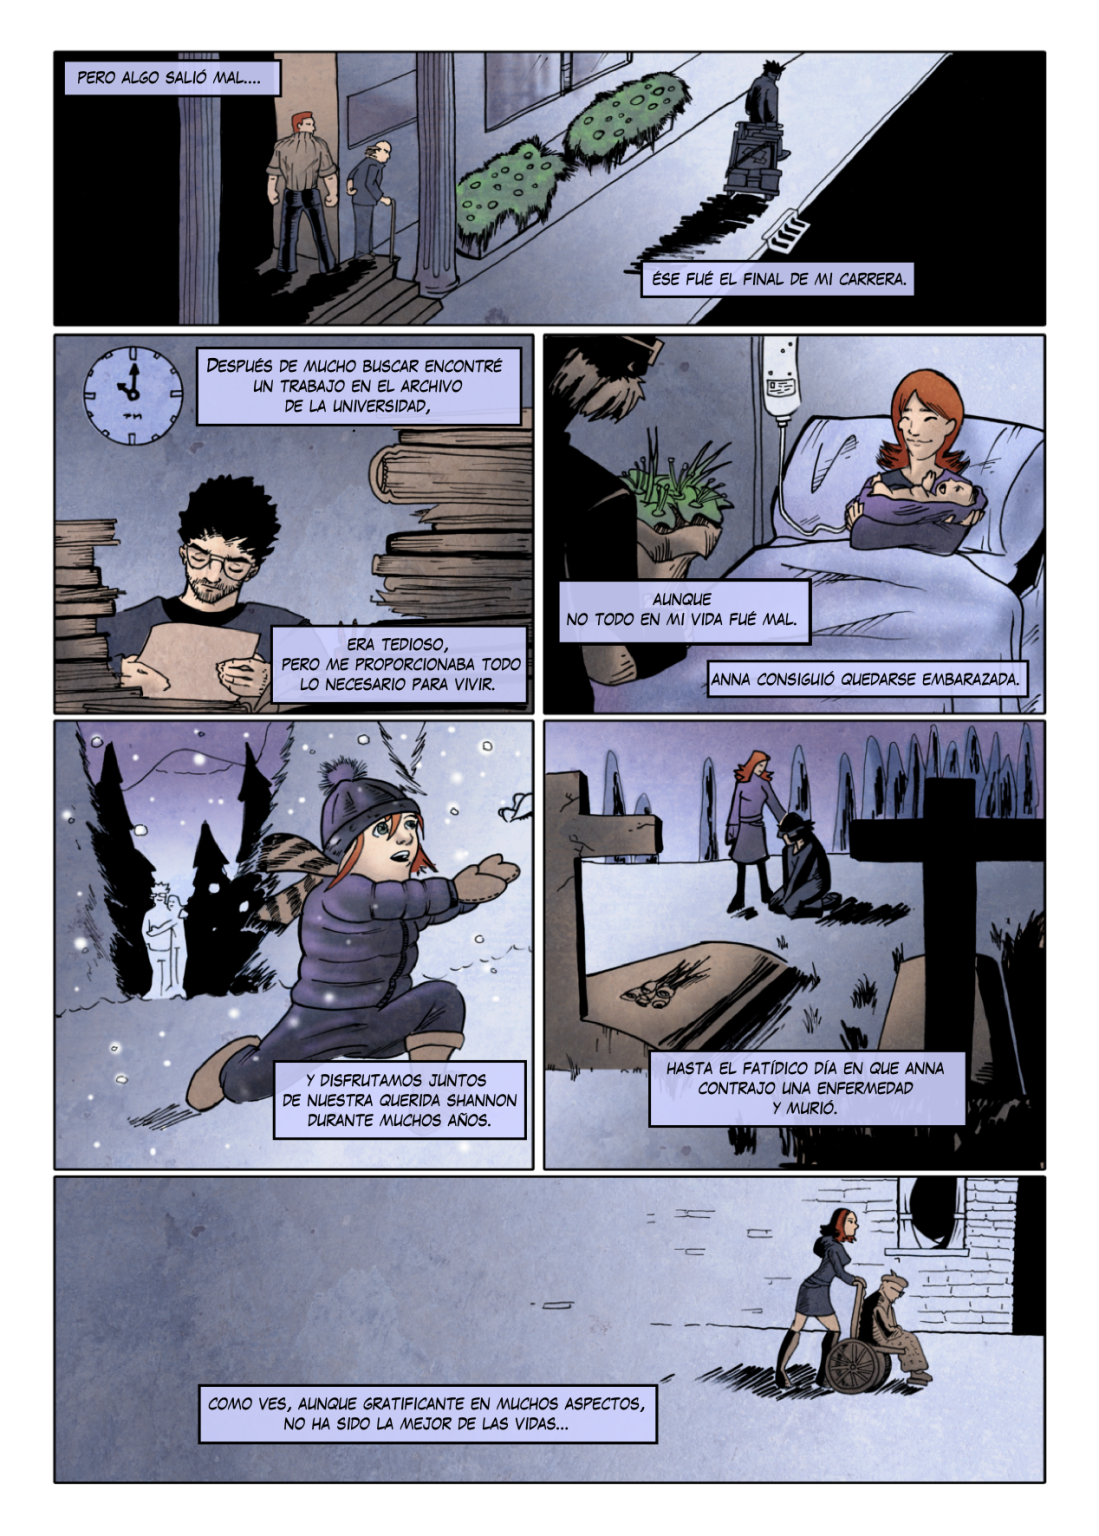 PERO ALGO SALIÓ MAL....
ÉSE FUÉ EL FINAL DE MI CARRERA.
DESPUÉS DE MUCHO BUSCAR ENCONTRÉ
UN TRABAJO EN EL ARCHIVO
DE LA UNIVERSIDAD,
ERA TEDIOSO,
PERO ME PROPORCIONABA TODO
LO NECESARIO PARA VIVIR.
AUNQUE
NO TODO EN MI VIDA FUÉ MAL.
ANNA CONSIGUIÓ QUEDARSE EMBARAZADA.
Y DISFRUTAMOS JUNTOS
DE NUESTRA QUERIDA SHANNON
DURANTE MUCHOS AÑOS.
HASTA EL FATÍDICO DÍA EN QUE ANNA
CONTRAJO UNA ENFERMEDAD
Y MURIÓ.
COMO VES, AUNQUE GRATIFICANTE EN MUCHOS ASPECTOS,
NO HA SIDO LA MEJOR DE LAS VIDAS...